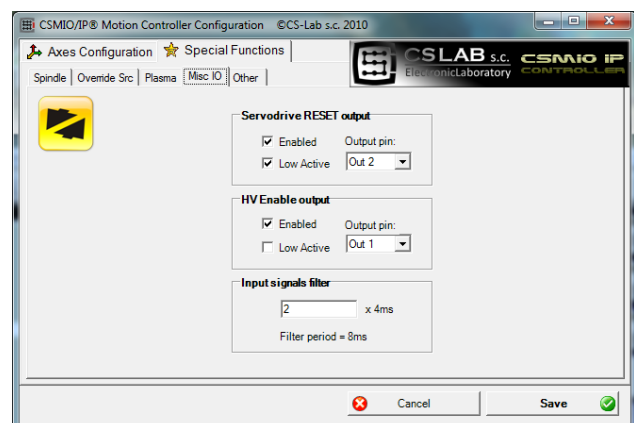 CSMIO/IP® Motion Controller Configuration ©CS-Lab s.c. 2010
Axes Configuration Special Functions
CSLAB s.c.
ElectronicLaboratory
CSMIO IP
CONTROLLER
Spindle Override Src Plasma Misc IO Other
Servodrive RESET output
Enabled Output pin:
Low Active Out 2
HV Enable output
Enabled Output pin:
Low Active Out 1
Input signals filter
2 x 4ms
Filter period = 8ms
Cancel Save